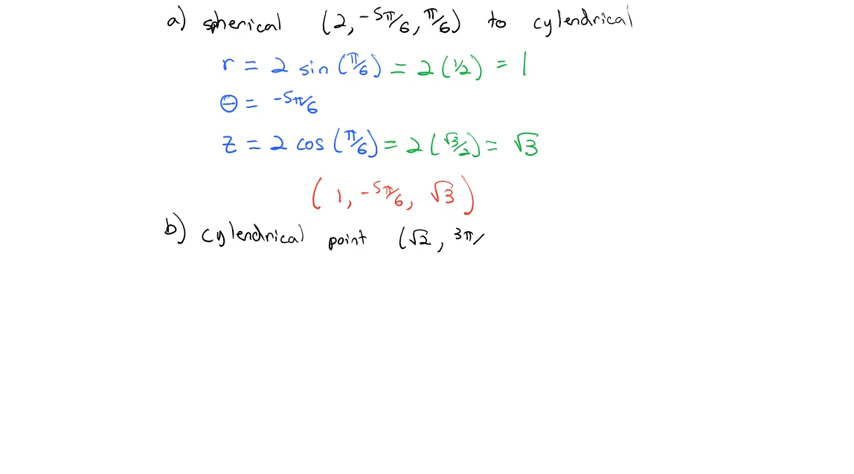 a) spherical (2, -5π/6, π/6) to cylendrical
r = 2 sin(π/6) = 2(1/2) = 1
θ = -5π/6
z = 2 cos(π/6) = 2(√3/2) = √3
(1, -5π/6, √3)
b) cylendrical point (√2, 3π/